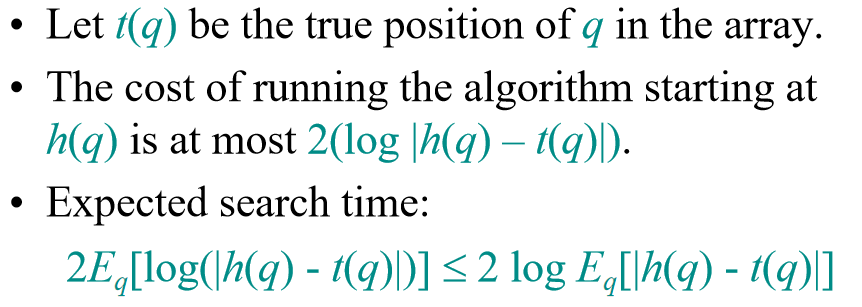 • Let t(q) be the true position of q in the array.
• The cost of running the algorithm starting at
h(q) is at most 2(log |h(q) – t(q)|).
• Expected search time:
2E_q[log(|h(q) - t(q)|)] ≤ 2 log E_q[|h(q) - t(q)|]